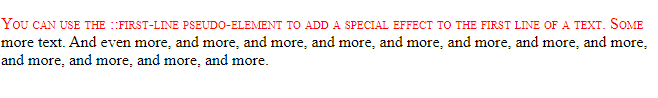 You can use the ::first-line pseudo-element to add a special effect to the first line of a text. Some
more text. And even more, and more, and more, and more, and more, and more, and more, and more,
and more, and more, and more, and more.